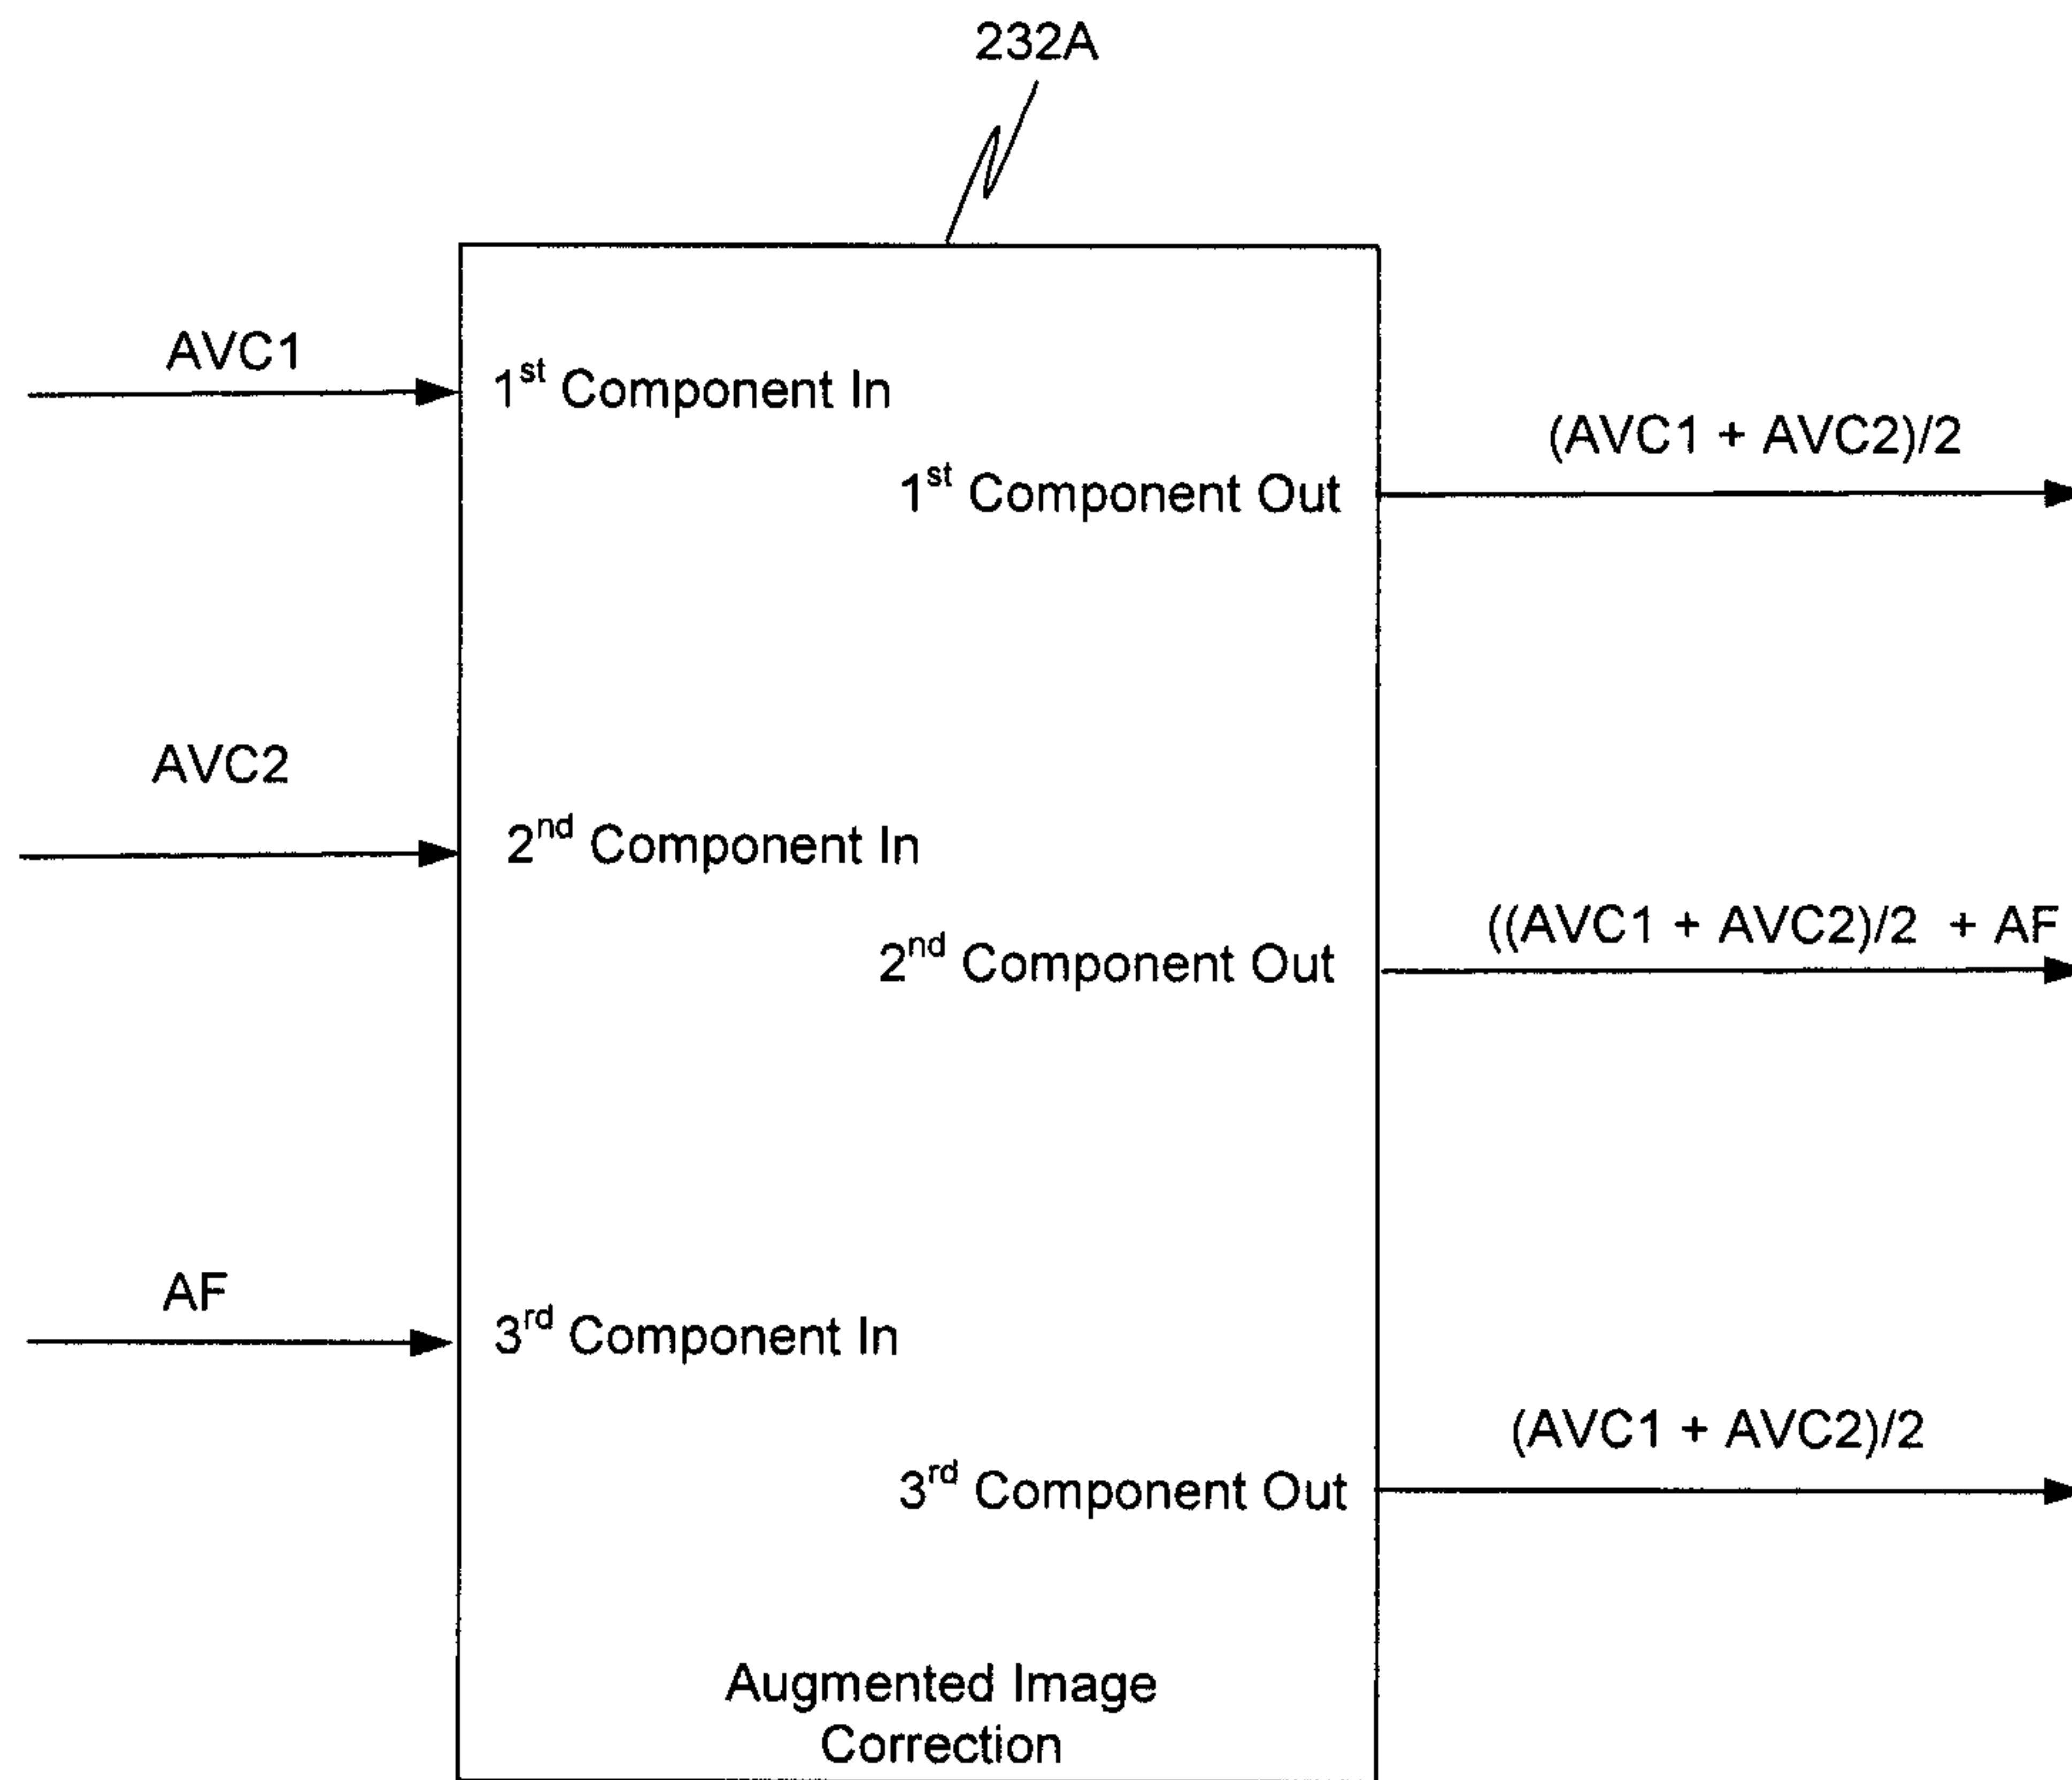 232A
AVC1
1st Component In
(AVC1 + AVC2)/2
1st Component Out
AVC2
2nd Component In
((AVC1 + AVC2)/2 + AF
2nd Component Out
AF
3rd Component In
(AVC1 + AVC2)/2
3rd Component Out
Augmented Image
Correction